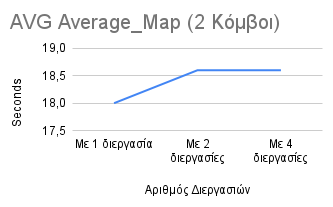 AVG Average_Map (2 Κόμβοι)
19,0
18,5
18,0
17,5
Seconds
Με 1 διεργασία
Με 2 διεργασίες
Με 4 διεργασίες
Αριθμός Διεργασιών